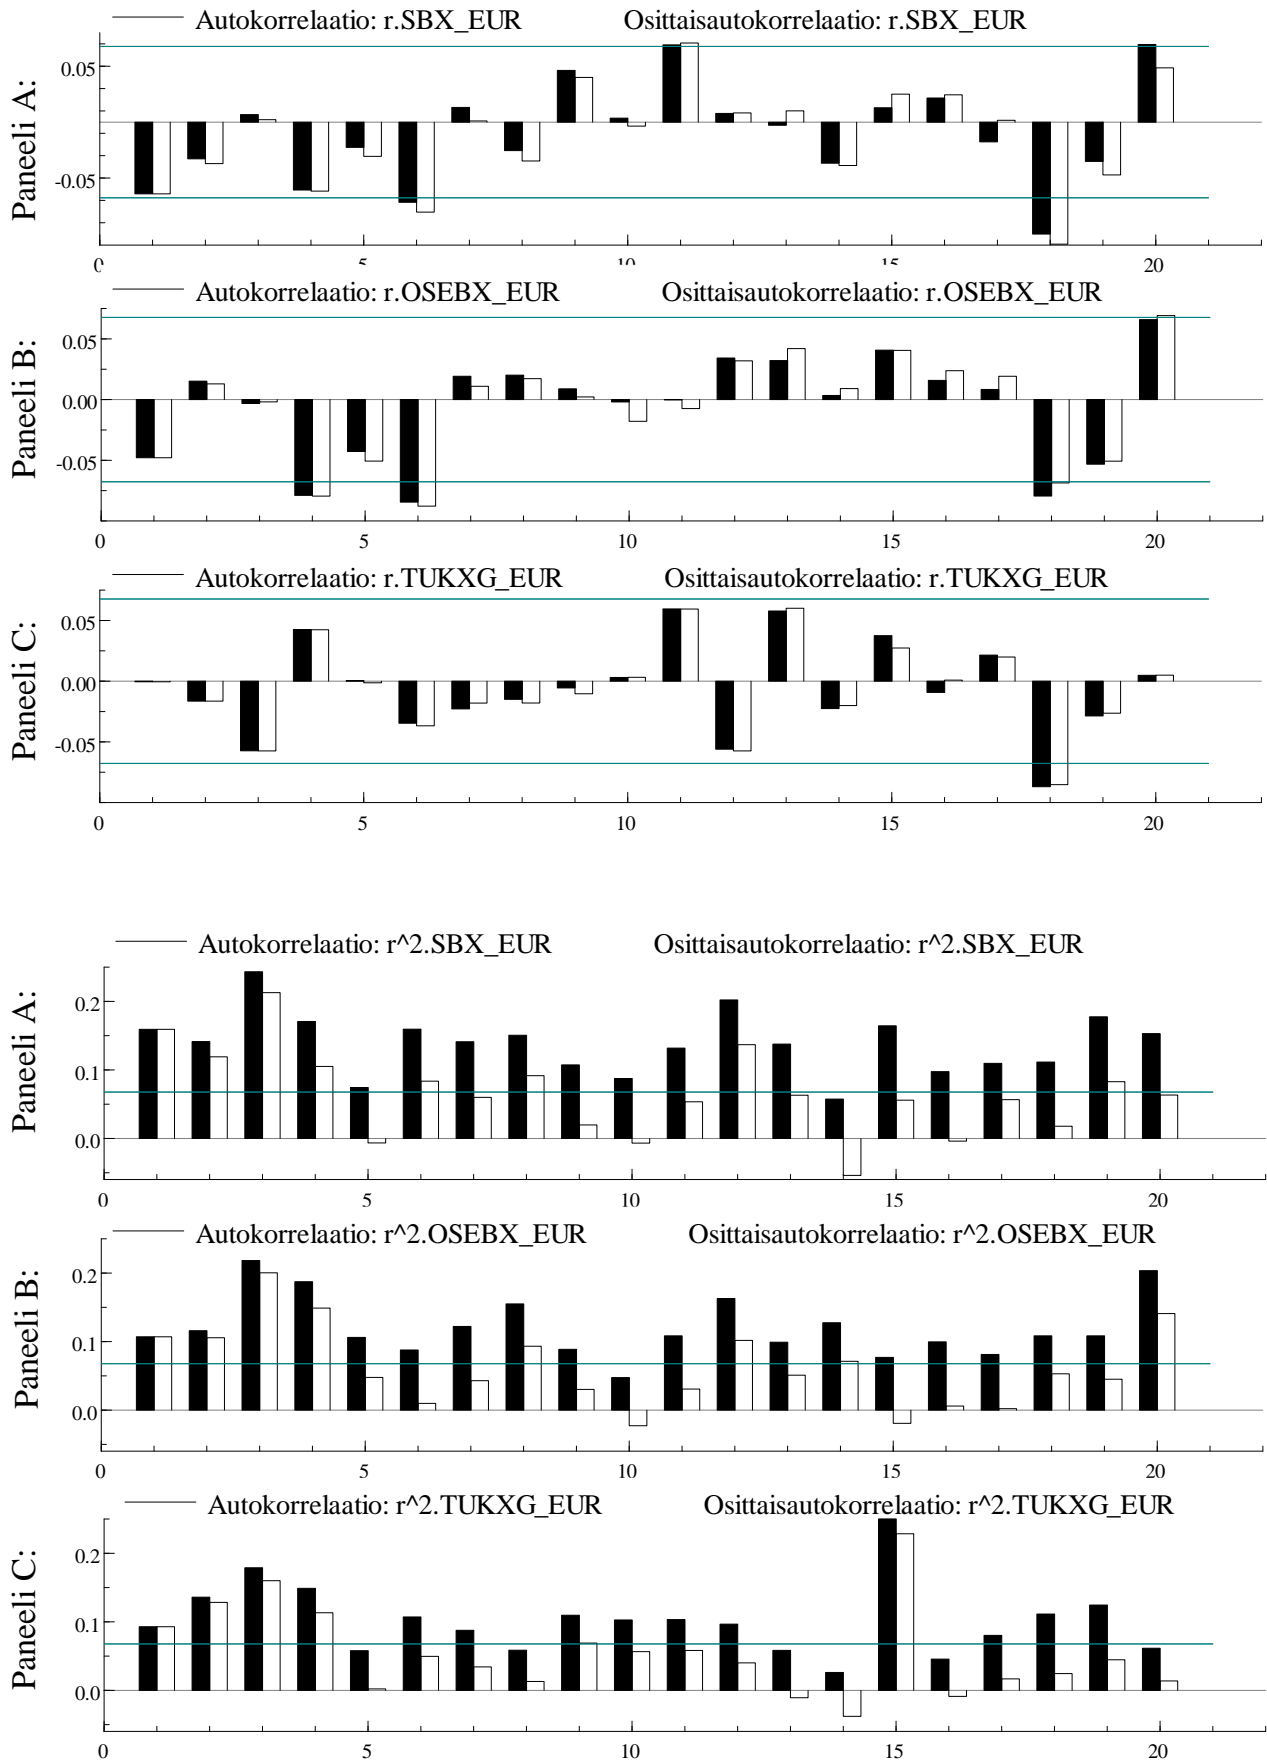 Autokorrelaatio: r.SBX_EUR Osittaisautokorrelaatio: r.SBX_EUR
Paneeli A:
0.05
-0.05
0 5 10 15 20
Autokorrelaatio: r.OSEBX_EUR Osittaisautokorrelaatio: r.OSEBX_EUR
Paneeli B:
0.05
0.00
-0.05
0 5 10 15 20
Autokorrelaatio: r.TUKXG_EUR Osittaisautokorrelaatio: r.TUKXG_EUR
Paneeli C:
0.05
0.00
-0.05
0 5 10 15 20
Autokorrelaatio: r^2.SBX_EUR Osittaisautokorrelaatio: r^2.SBX_EUR
Paneeli A:
0.2
0.1
0.0
0 5 10 15 20
Autokorrelaatio: r^2.OSEBX_EUR Osittaisautokorrelaatio: r^2.OSEBX_EUR
Paneeli B:
0.2
0.1
0.0
0 5 10 15 20
Autokorrelaatio: r^2.TUKXG_EUR Osittaisautokorrelaatio: r^2.TUKXG_EUR
Paneeli C:
0.2
0.1
0.0
0 5 10 15 20